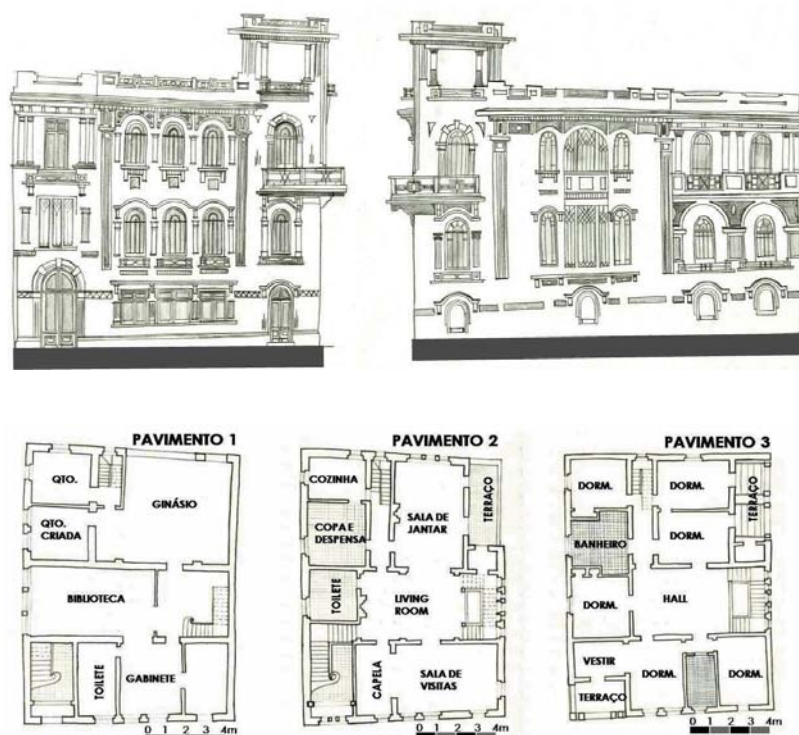 PAVIMENTO 1
QTO.
GINÁSIO
QTO.
CRIADA
BIBLIOTECA
TOILETE
GABINETE
0 1 2 3 4m
PAVIMENTO 2
COZINHA
COPA E
DESPENSA
SALA DE
JANTAR
TERRAÇO
TOILETE
LIVING
ROOM
CAPELA
SALA DE
VISITAS
0 1 2 3 4m
PAVIMENTO 3
DORM.
DORM.
TERRAÇO
BANHEIRO
DORM.
DORM.
HALL
VESTIR
TERRAÇO
DORM.
DORM.
0 1 2 3 4m